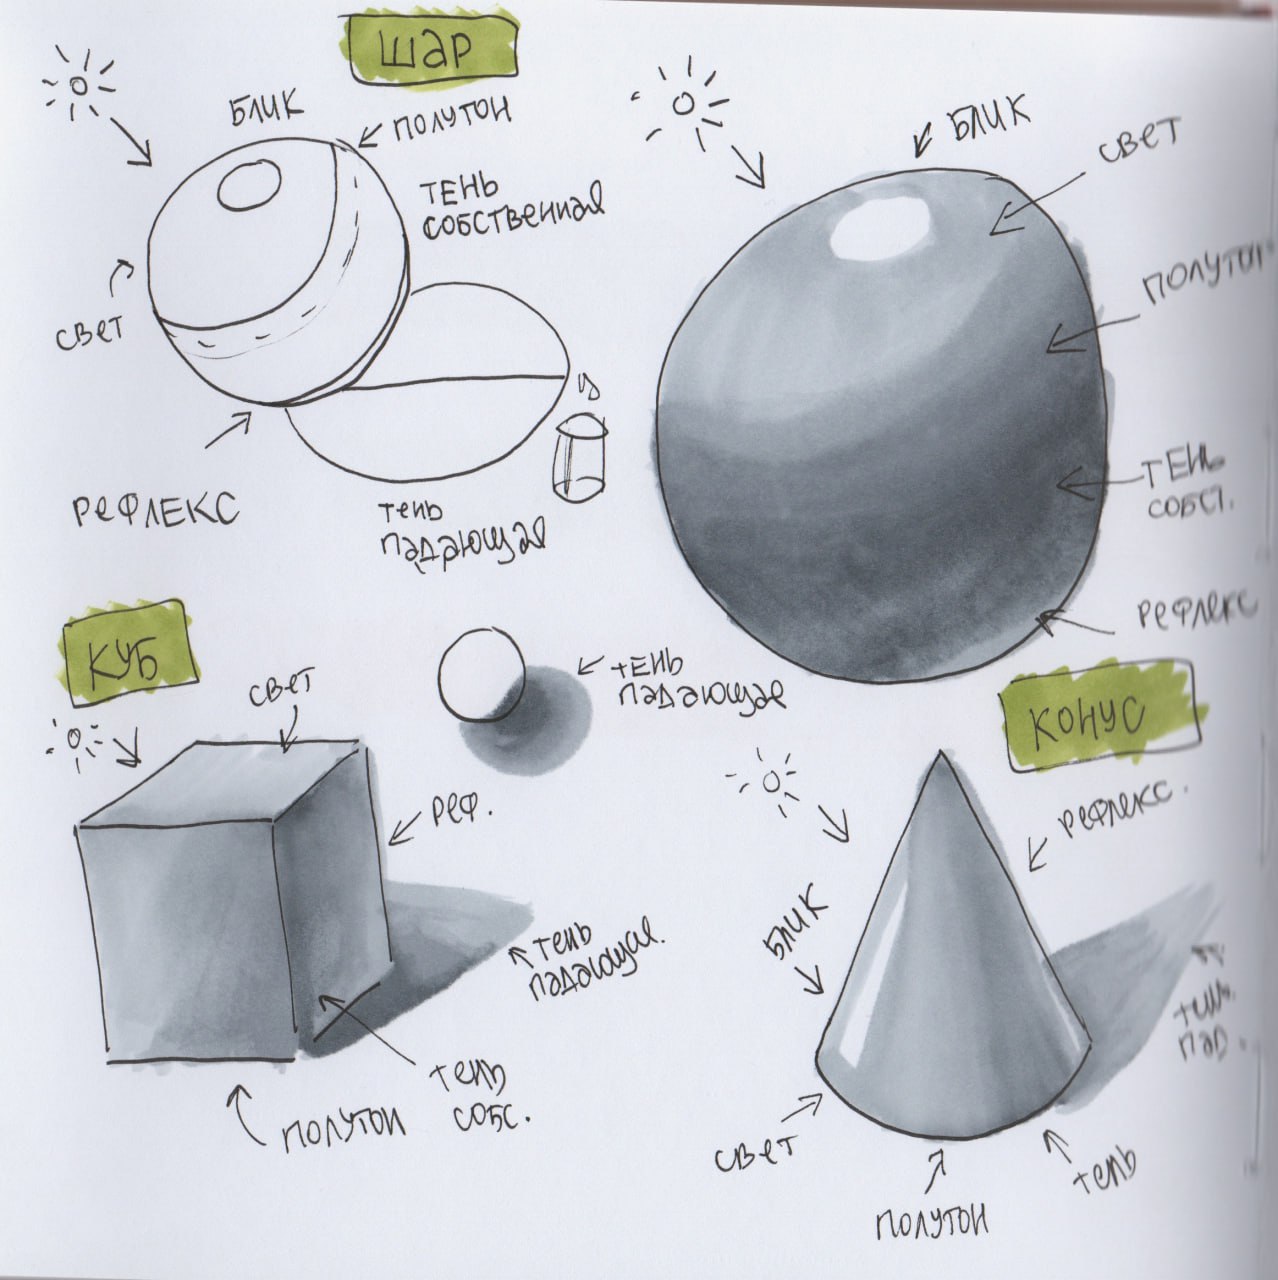 ШАР
БЛИК
ПОЛУТОН
ТЕНЬ
СОБСТВЕННАЯ
СВЕТ
РЕФЛЕКС
тень
падающая
БЛИК
СВЕТ
ПОЛУТОН
ТЕНЬ
СОБСТ.
РЕФЛЕКС
КУБ
СВЕТ
РЕФ.
тень
падающая.
тень
СОБС.
ПОЛУТОН
тЕНЬ
падающая
КОНУС
РЕФЛЕКС.
БЛИК
СВЕТ
ПОЛУТОН
тень
тень.
пад.